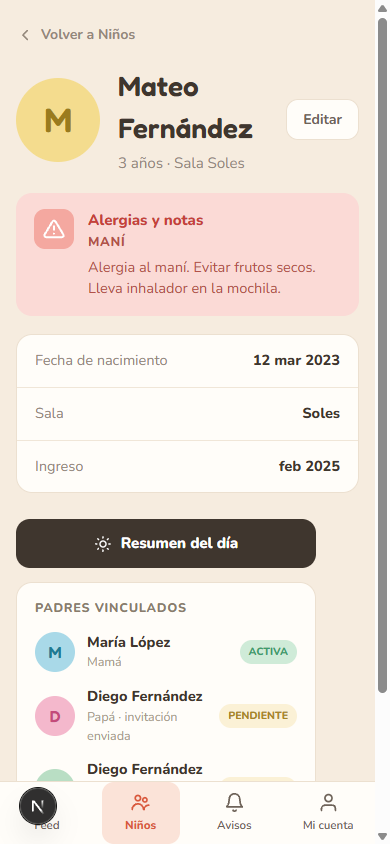 Volver a Niños
M
Mateo
Fernández
3 años · Sala Soles
Editar
Alergias y notas
MANÍ
Alergia al maní. Evitar frutos secos.
Lleva inhalador en la mochila.
Fecha de nacimiento 12 mar 2023
Sala Soles
Ingreso feb 2025
Resumen del día
PADRES VINCULADOS
M María López ACTIVA
Mamá
D Diego Fernández PENDIENTE
Papá · invitación
enviada
Diego Fernández
N
Feed Niños Avisos Mi cuenta